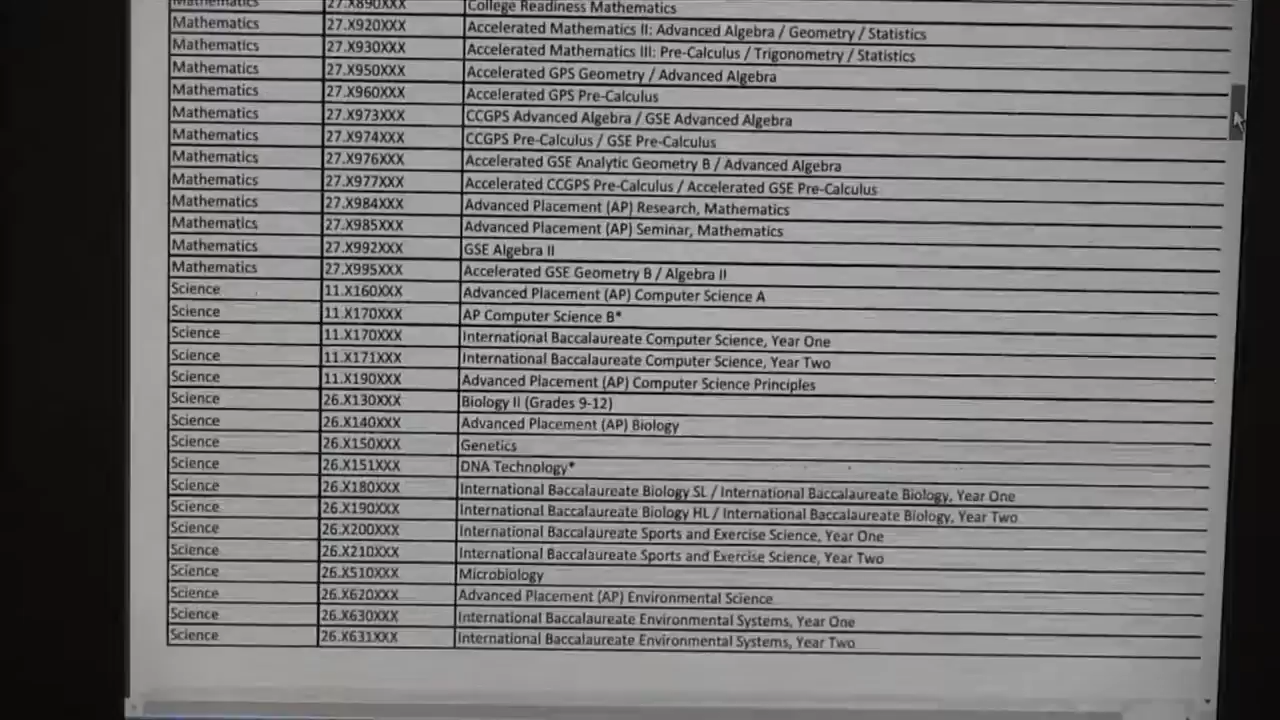 Mathematics 27.X890XXX College Readiness Mathematics
Mathematics 27.X920XXX Accelerated Mathematics II: Advanced Algebra / Geometry / Statistics
Mathematics 27.X930XXX Accelerated Mathematics III: Pre-Calculus / Trigonometry / Statistics
Mathematics 27.X950XXX Accelerated GPS Geometry / Advanced Algebra
Mathematics 27.X960XXX Accelerated GPS Pre-Calculus
Mathematics 27.X973XXX CCGPS Advanced Algebra / GSE Advanced Algebra
Mathematics 27.X974XXX CCGPS Pre-Calculus / GSE Pre-Calculus
Mathematics 27.X976XXX Accelerated GSE Analytic Geometry B / Advanced Algebra
Mathematics 27.X977XXX Accelerated CCGPS Pre-Calculus / Accelerated GSE Pre-Calculus
Mathematics 27.X984XXX Advanced Placement (AP) Research, Mathematics
Mathematics 27.X985XXX Advanced Placement (AP) Seminar, Mathematics
Mathematics 27.X992XXX GSE Algebra II
Mathematics 27.X995XXX Accelerated GSE Geometry B / Algebra II
Science 11.X160XXX Advanced Placement (AP) Computer Science A
Science 11.X170XXX AP Computer Science B*
Science 11.X170XXX International Baccalaureate Computer Science, Year One
Science 11.X171XXX International Baccalaureate Computer Science, Year Two
Science 11.X190XXX Advanced Placement (AP) Computer Science Principles
Science 26.X130XXX Biology II (Grades 9-12)
Science 26.X140XXX Advanced Placement (AP) Biology
Science 26.X150XXX Genetics
Science 26.X151XXX DNA Technology*
Science 26.X180XXX International Baccalaureate Biology SL / International Baccalaureate Biology, Year One
Science 26.X190XXX International Baccalaureate Biology HL / International Baccalaureate Biology, Year Two
Science 26.X200XXX International Baccalaureate Sports and Exercise Science, Year One
Science 26.X210XXX International Baccalaureate Sports and Exercise Science, Year Two
Science 26.X510XXX Microbiology
Science 26.X620XXX Advanced Placement (AP) Environmental Science
Science 26.X630XXX International Baccalaureate Environmental Systems, Year One
Science 26.X631XXX International Baccalaureate Environmental Systems, Year Two